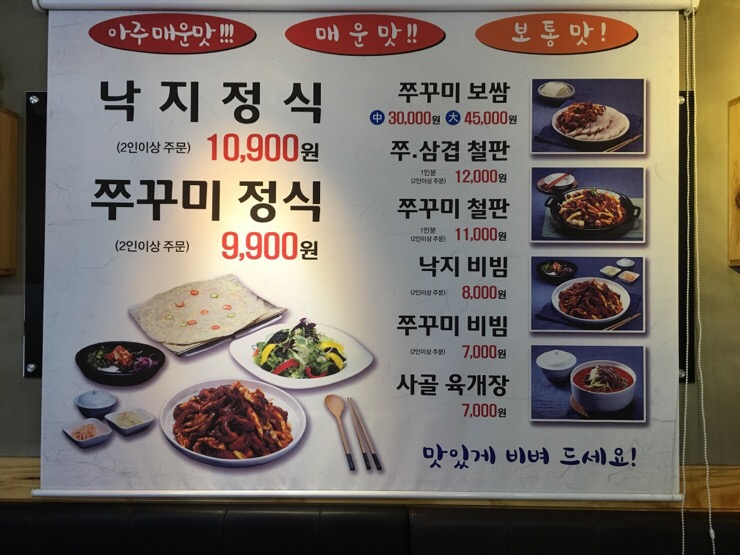 아주매운맛!!! 매운맛!! 보통맛!
낙지정식
(2인이상 주문) 10,900원
쭈꾸미 정식
(2인이상 주문) 9,900원
쭈꾸미 보쌈
中 30,000원 大 45,000원
쭈.삼겹 철판
1인분
(2인이상 주문) 12,000원
쭈꾸미 철판
1인분
(2인이상 주문) 11,000원
낙지 비빔
(2인이상 주문) 8,000원
쭈꾸미 비빔
(2인이상 주문) 7,000원
사골 육개장
7,000원
맛있게 비벼 드세요!